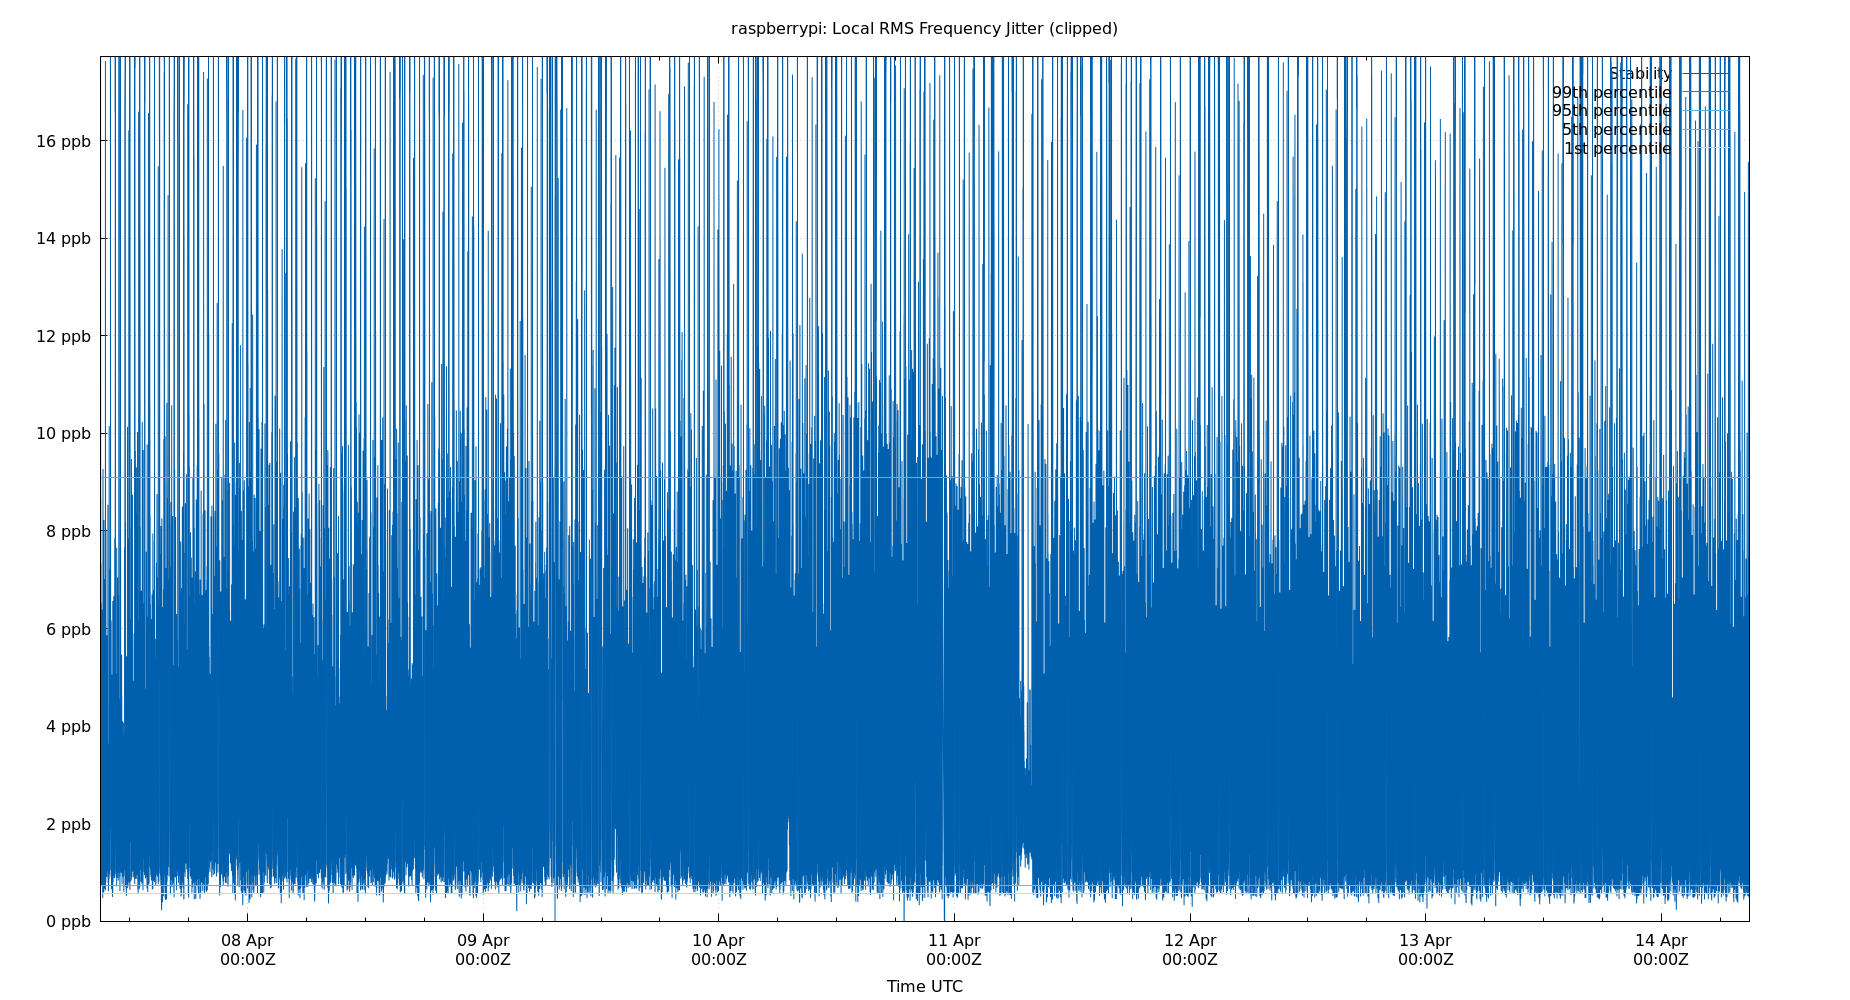 raspberrypi: Local RMS Frequency Jitter (clipped)
Stability
99th percentile
95th percentile
5th percentile
1st percentile
16 ppb
14 ppb
12 ppb
10 ppb
8 ppb
6 ppb
4 ppb
2 ppb
0 ppb
08 Apr 09 Apr 10 Apr 11 Apr 12 Apr 13 Apr 14 Apr
00:00Z 00:00Z 00:00Z 00:00Z 00:00Z 00:00Z 00:00Z
Time UTC